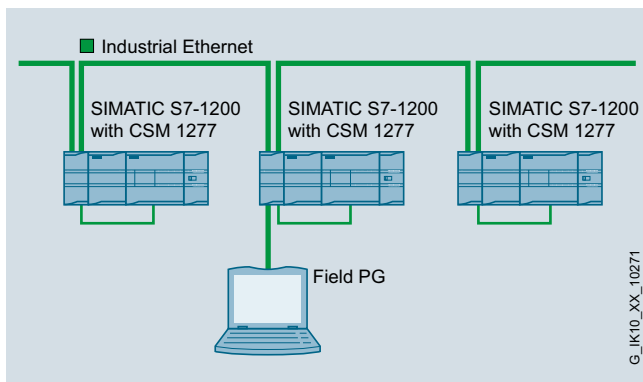 Industrial Ethernet
SIMATIC S7-1200
with CSM 1277
SIMATIC S7-1200
with CSM 1277
SIMATIC S7-1200
with CSM 1277
Field PG
G_IK10_XX_10271